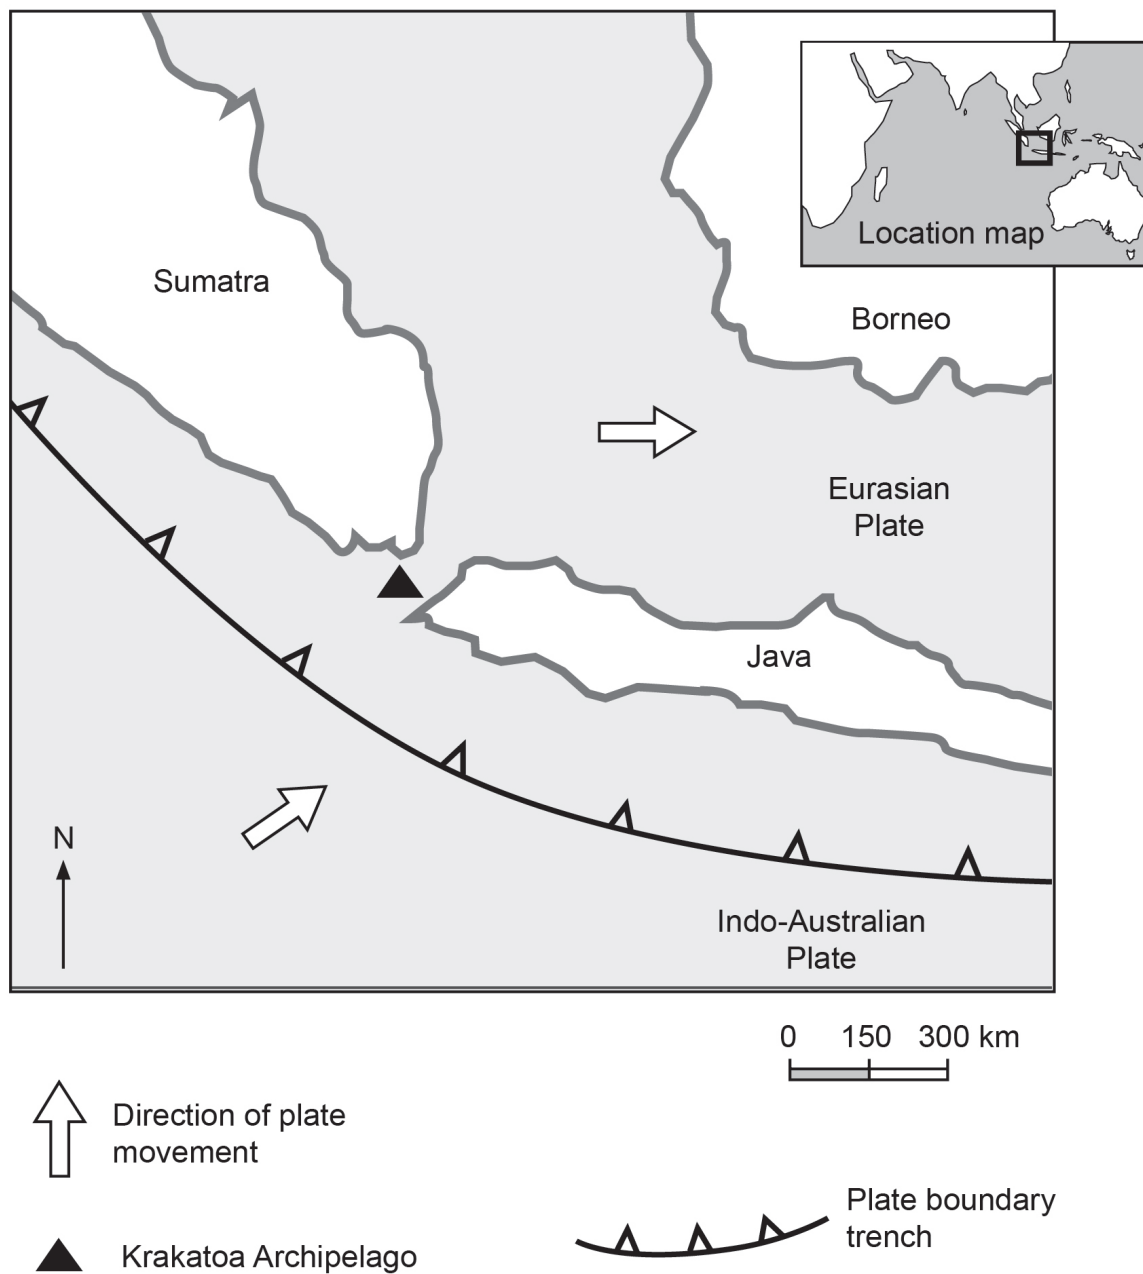 Location map
Sumatra
Borneo
Eurasian
Plate
Java
N
Indo-Australian
Plate
0 150 300 km
Direction of plate
movement
Plate boundary
trench
Krakatoa Archipelago